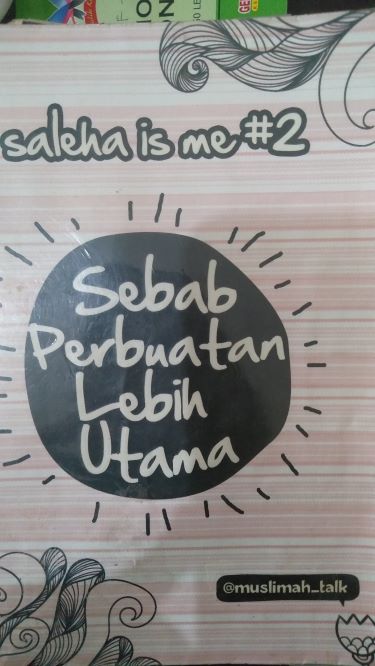 saleha is me #2
Sebab
Perbuatan
Lebih
Utama
@muslimah_talk